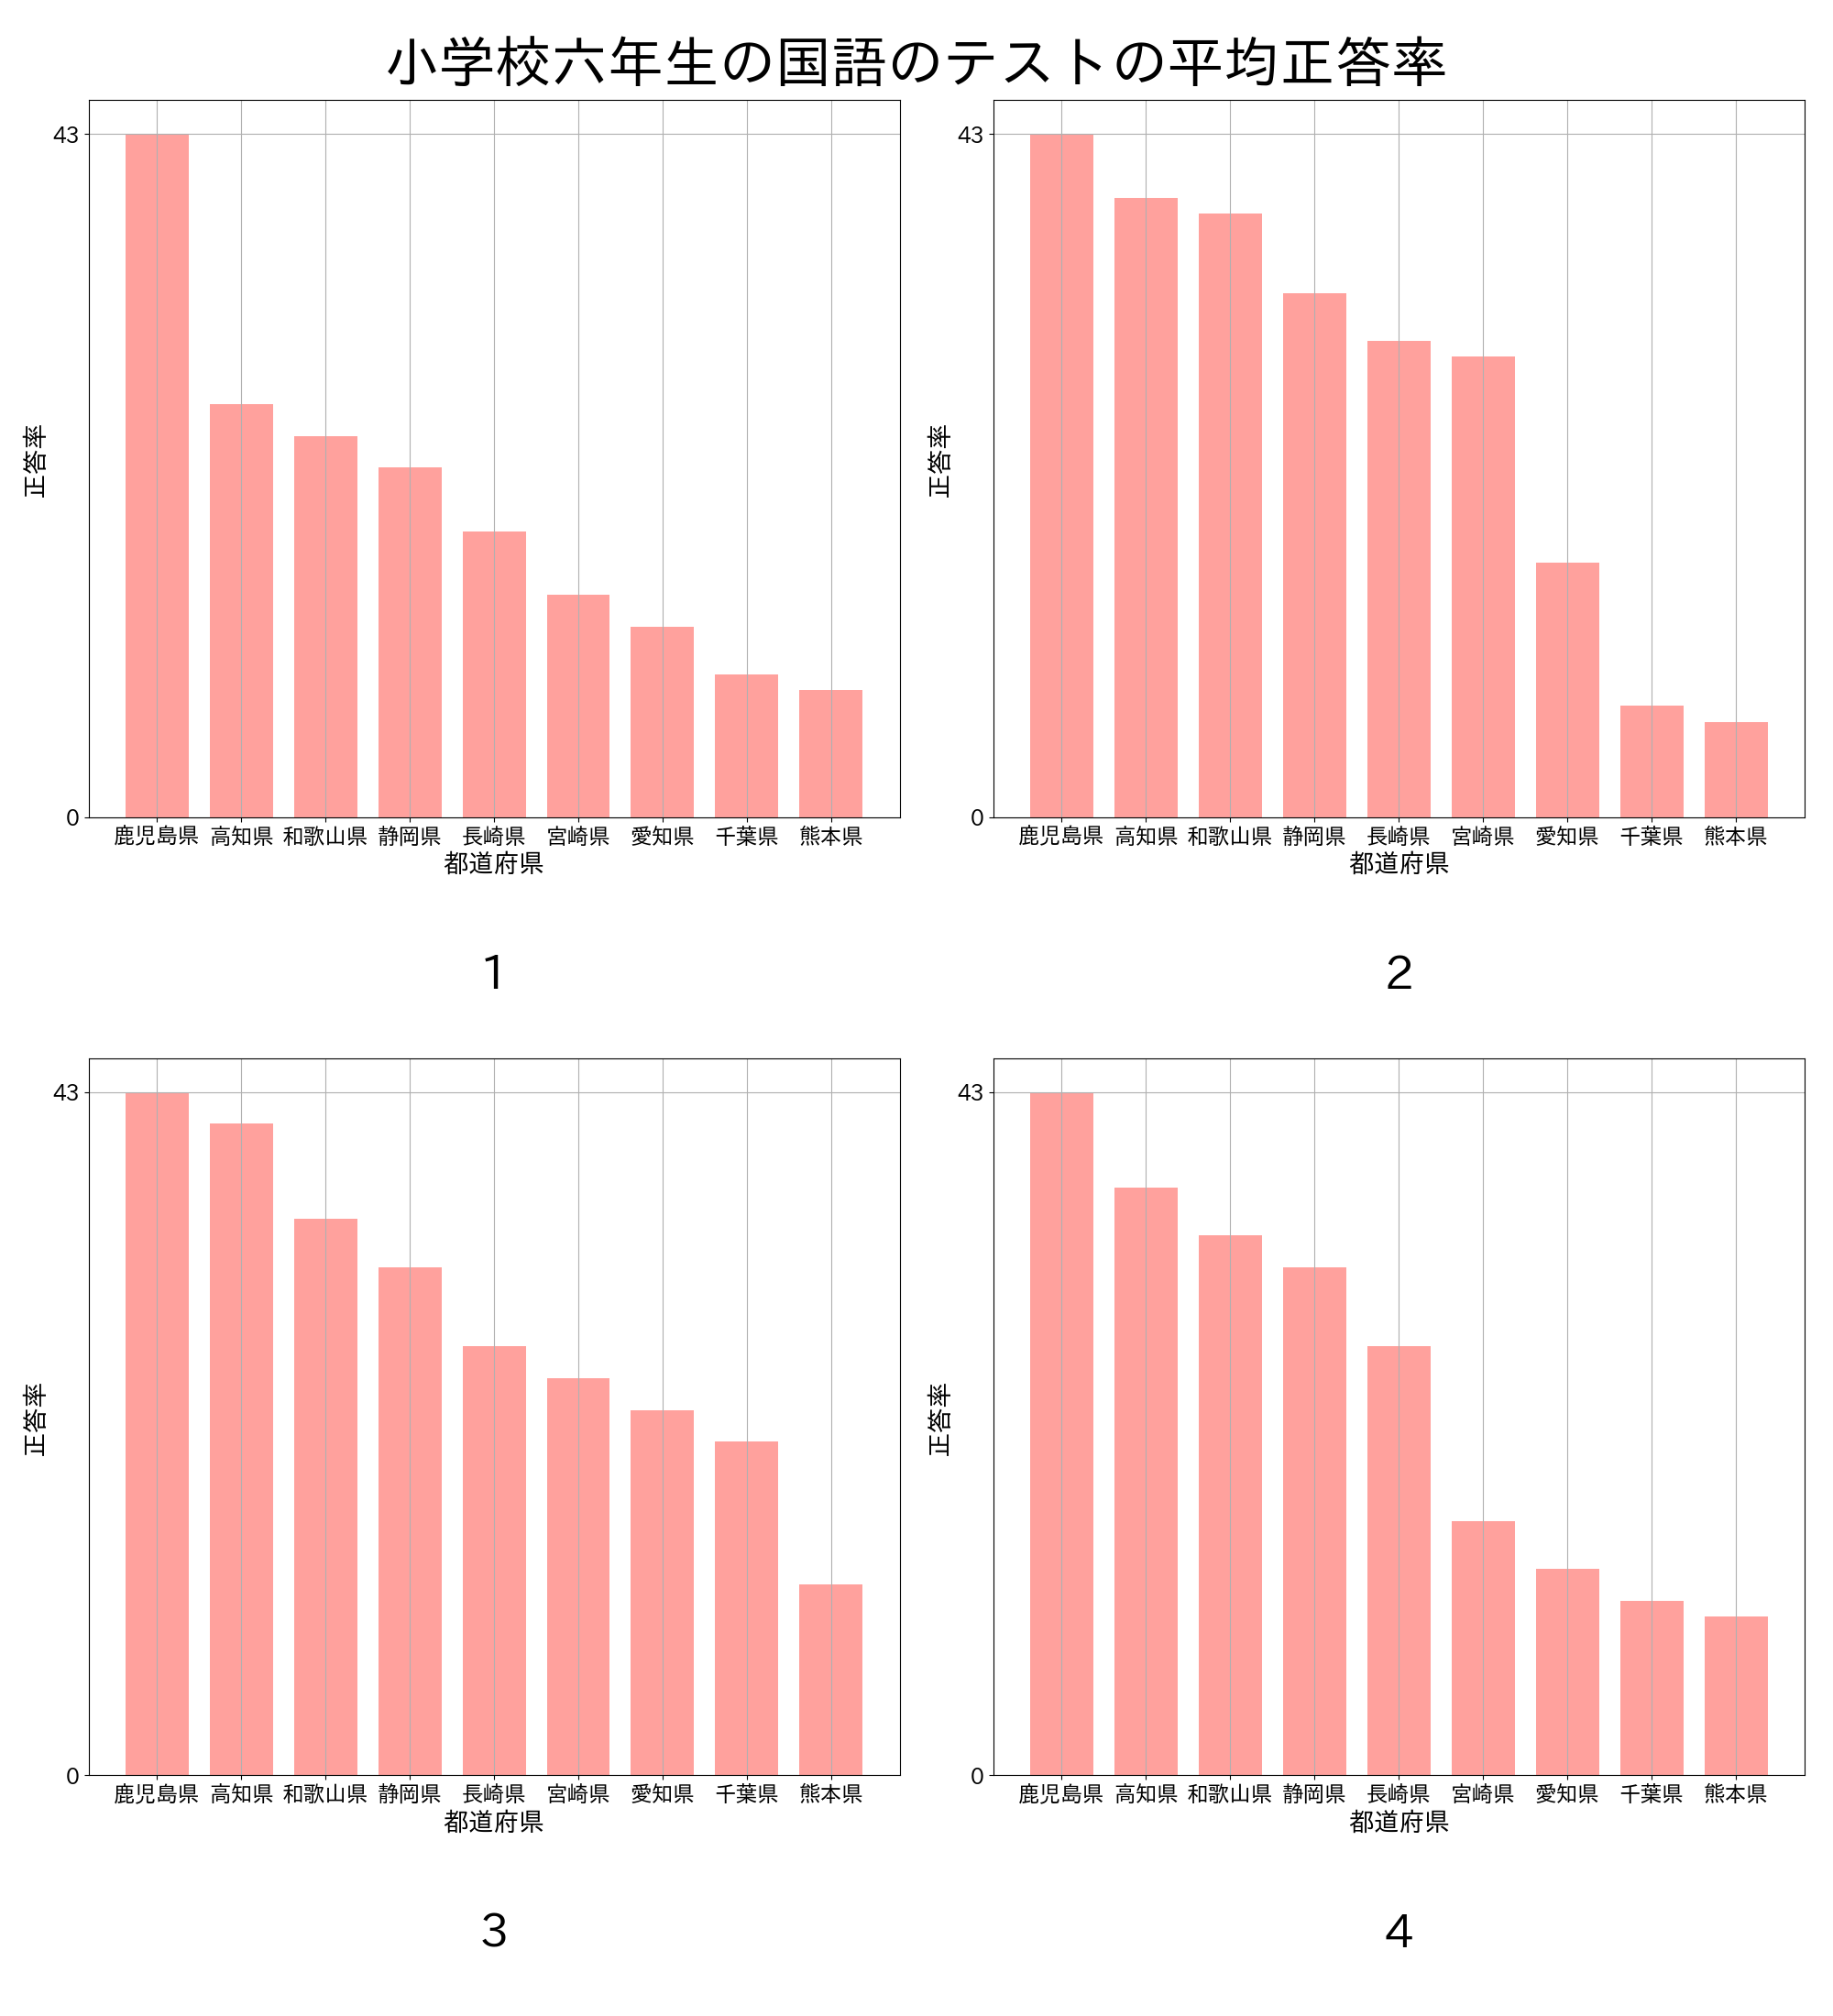 小学校六年生の国語のテストの平均正答率
43
0
正答率
鹿児島県 高知県 和歌山県 静岡県 長崎県 宮崎県 愛知県 千葉県 熊本県
都道府県
1
43
0
正答率
鹿児島県 高知県 和歌山県 静岡県 長崎県 宮崎県 愛知県 千葉県 熊本県
都道府県
2
43
0
正答率
鹿児島県 高知県 和歌山県 静岡県 長崎県 宮崎県 愛知県 千葉県 熊本県
都道府県
3
43
0
正答率
鹿児島県 高知県 和歌山県 静岡県 長崎県 宮崎県 愛知県 千葉県 熊本県
都道府県
4